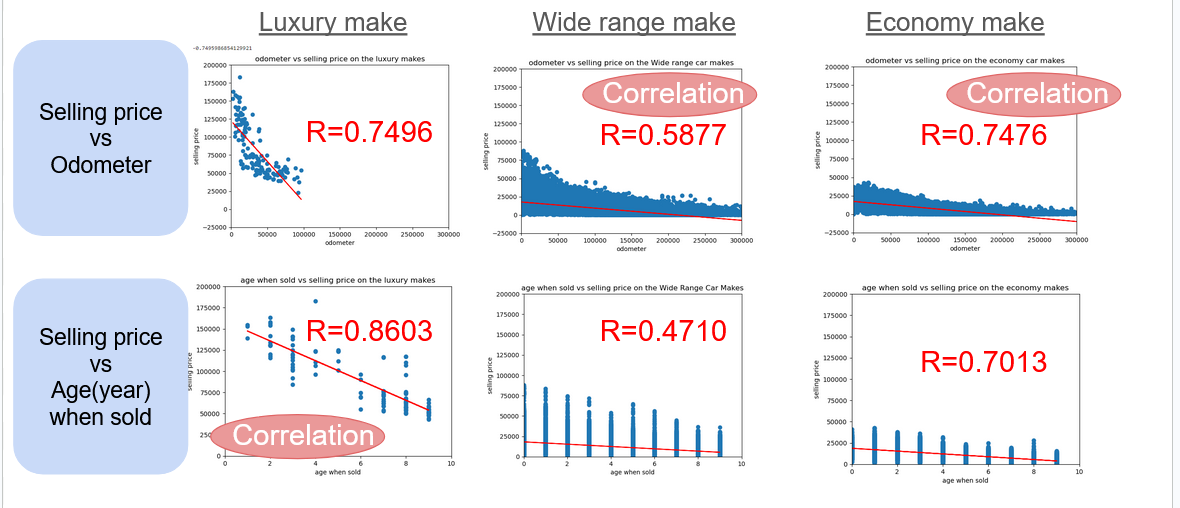 Luxury make
Wide range make
Economy make
Selling price
vs
Odometer
-0.7495986854129921
odometer vs selling price on the luxury makes
200000
175000
150000
125000
100000
75000
50000
25000
0
−25000
selling price
R=0.7496
0
50000
100000
150000
200000
250000
300000
odometer
odometer vs selling price on the Wide range car makes
200000
175000
150000
125000
100000
75000
50000
25000
0
−25000
selling price
Correlation
R=0.5877
0
50000
100000
150000
200000
250000
300000
odometer
odometer vs selling price on the economy car makes
200000
175000
150000
125000
100000
75000
50000
25000
0
−25000
selling price
Correlation
R=0.7476
0
50000
100000
150000
200000
250000
300000
odometer
Selling price
vs
Age(year)
when sold
age when sold vs selling price on the luxury makes
200000
175000
150000
125000
100000
75000
50000
0
selling price
R=0.8603
Correlation
0
2
4
6
8
10
age when sold
age when sold vs selling price on the Wide Range Car Makes
200000
175000
150000
125000
100000
75000
50000
25000
0
selling price
R=0.4710
0
2
4
6
8
10
age when sold
age when sold vs selling price on the economy makes
200000
175000
150000
125000
100000
75000
50000
25000
0
selling price
R=0.7013
0
2
4
6
8
10
age when sold